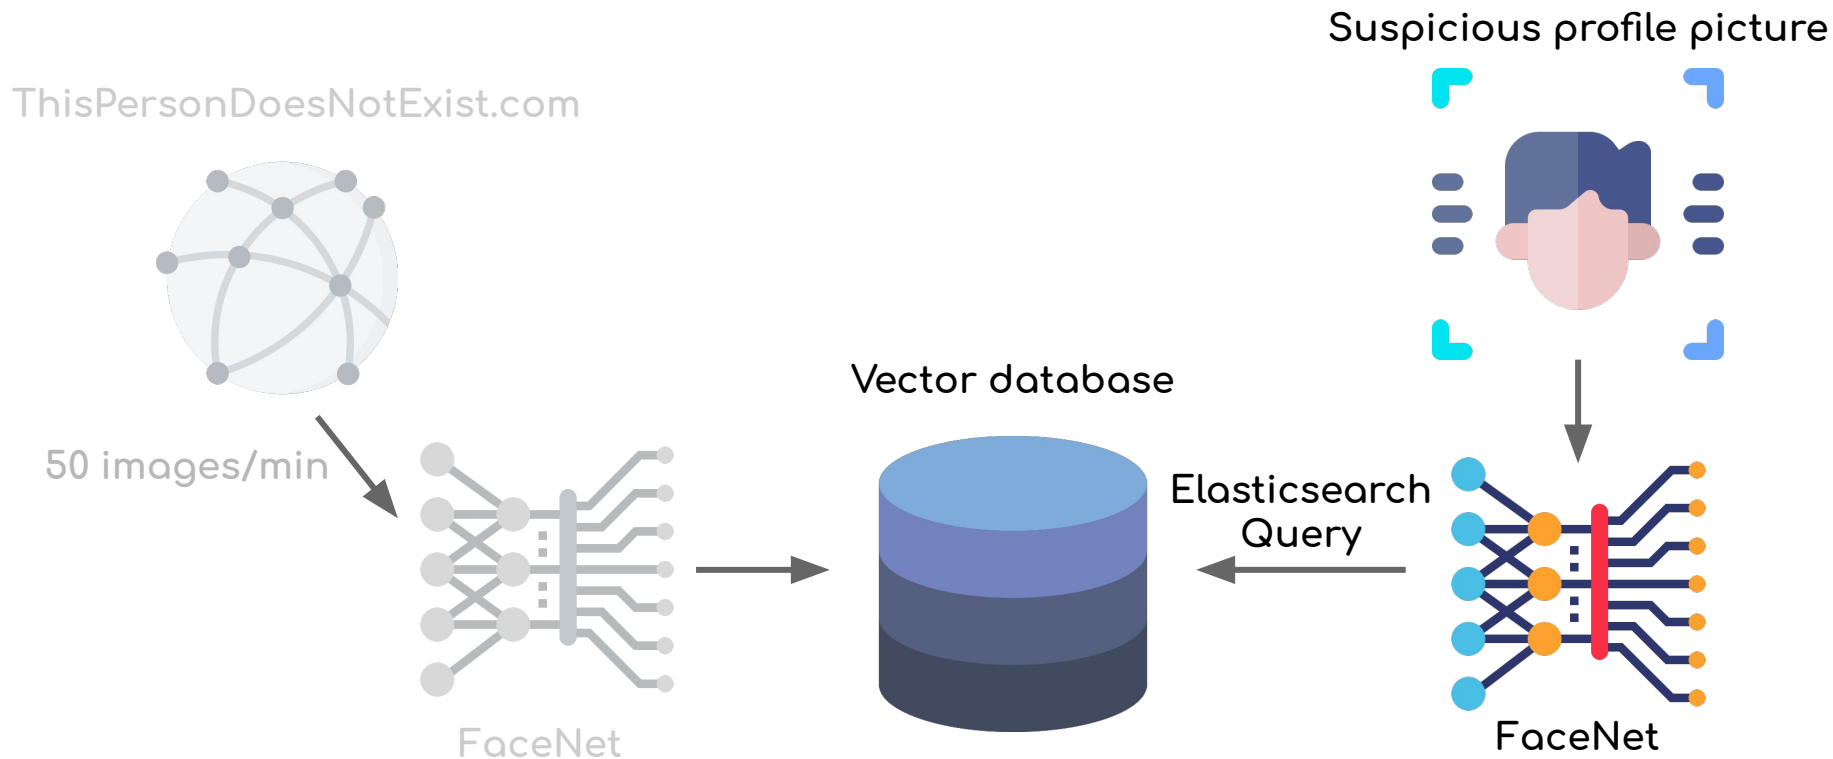 Suspicious profile picture
ThisPersonDoesNotExist.com
Vector database
50 images/min
Elasticsearch
Query
FaceNet
FaceNet